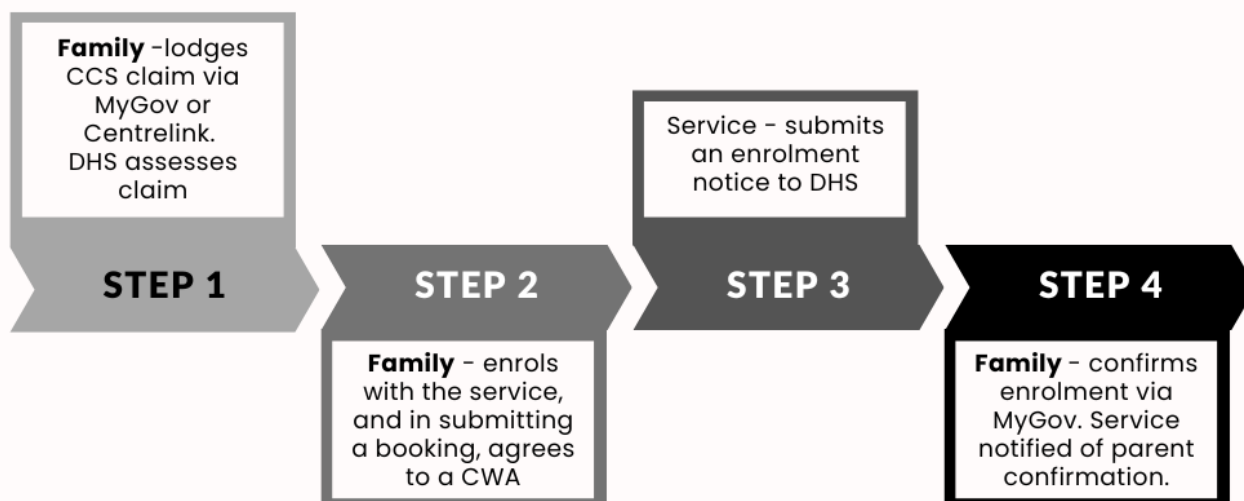 Family -lodges
CCS claim via
MyGov or
Centrelink.
DHS assesses
claim
STEP 1
STEP 2
Family - enrols
with the service,
and in submitting
a booking, agrees
to a CWA
Service - submits
an enrolment
notice to DHS
STEP 3
STEP 4
Family - confirms
enrolment via
MyGov. Service
notified of parent
confirmation.